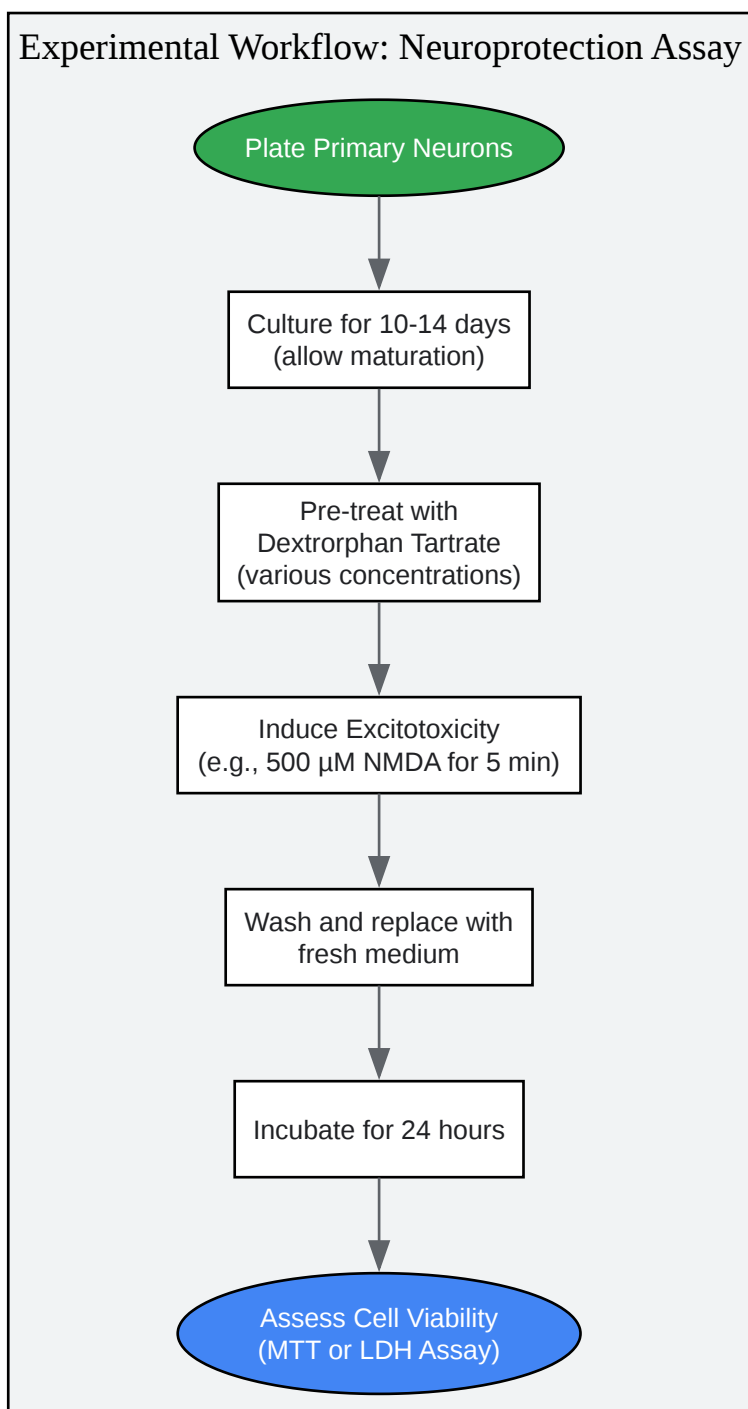 Experimental Workflow: Neuroprotection Assay
Plate Primary Neurons
Culture for 10-14 days
(allow maturation)
Pre-treat with
Dextrorphan Tartrate
(various concentrations)
Induce Excitotoxicity
(e.g., 500 µM NMDA for 5 min)
Wash and replace with
fresh medium
Incubate for 24 hours
Assess Cell Viability
(MTT or LDH Assay)